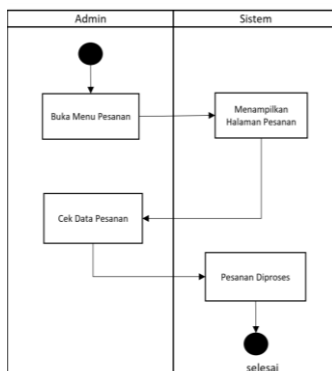 Admin
Sistem
Buka Menu Pesanan
Menampilkan
Halaman Pesanan
Cek Data Pesanan
Pesanan Diproses
selesai